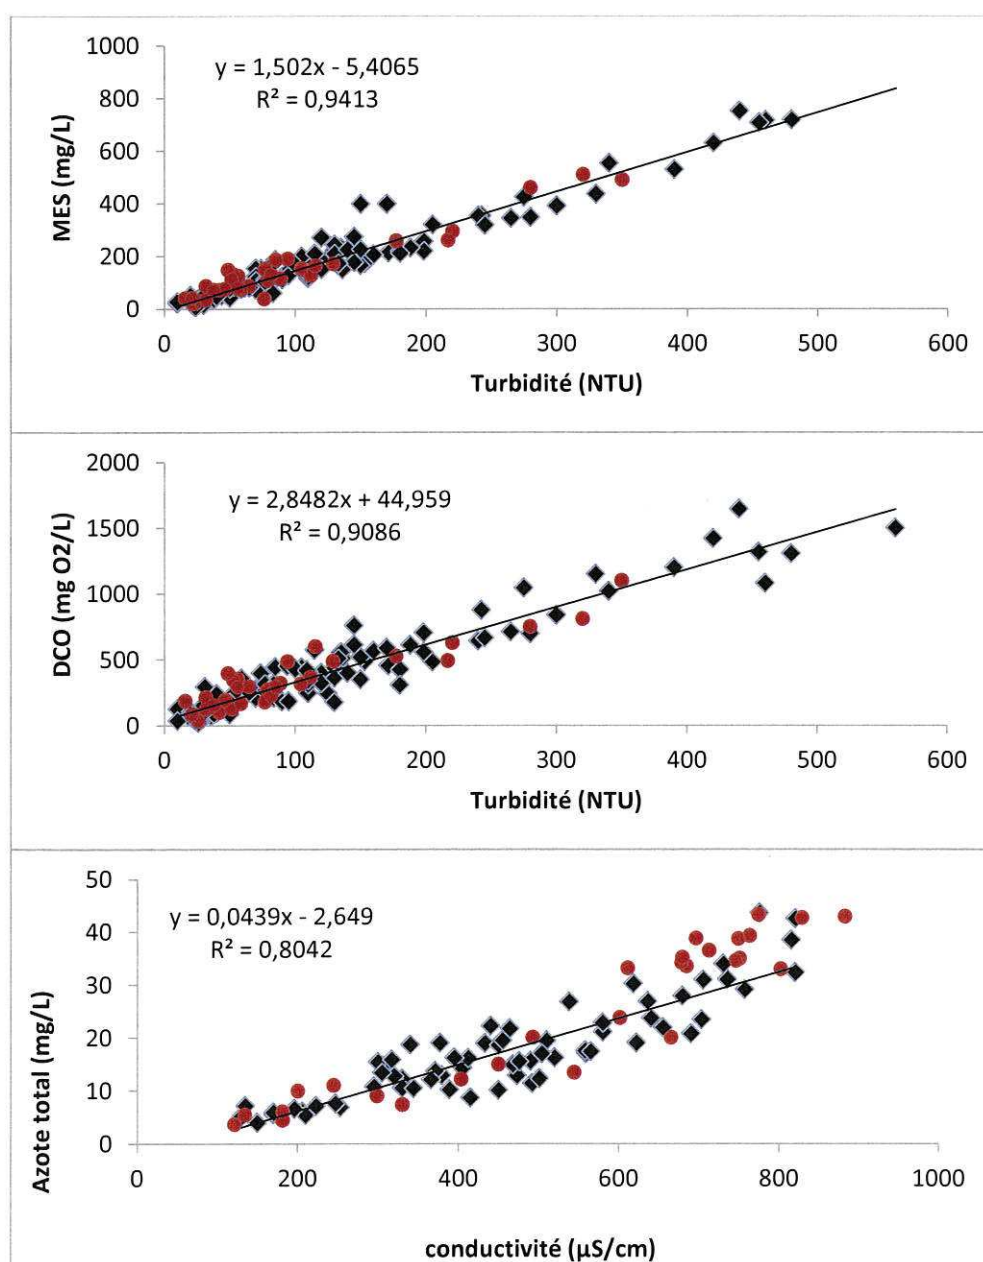 1000
800
600
400
200
0
MES (mg/L)
y = 1,502x - 5,4065
R² = 0,9413
0 100 200 300 400 500 600
Turbidité (NTU)
2000
1500
1000
500
0
DCO (mg O2/L)
y = 2,8482x + 44,959
R² = 0,9086
0 100 200 300 400 500 600
Turbidité (NTU)
50
40
30
20
10
0
Azote total (mg/L)
y = 0,0439x - 2,649
R² = 0,8042
0 200 400 600 800 1000
conductivité (µS/cm)